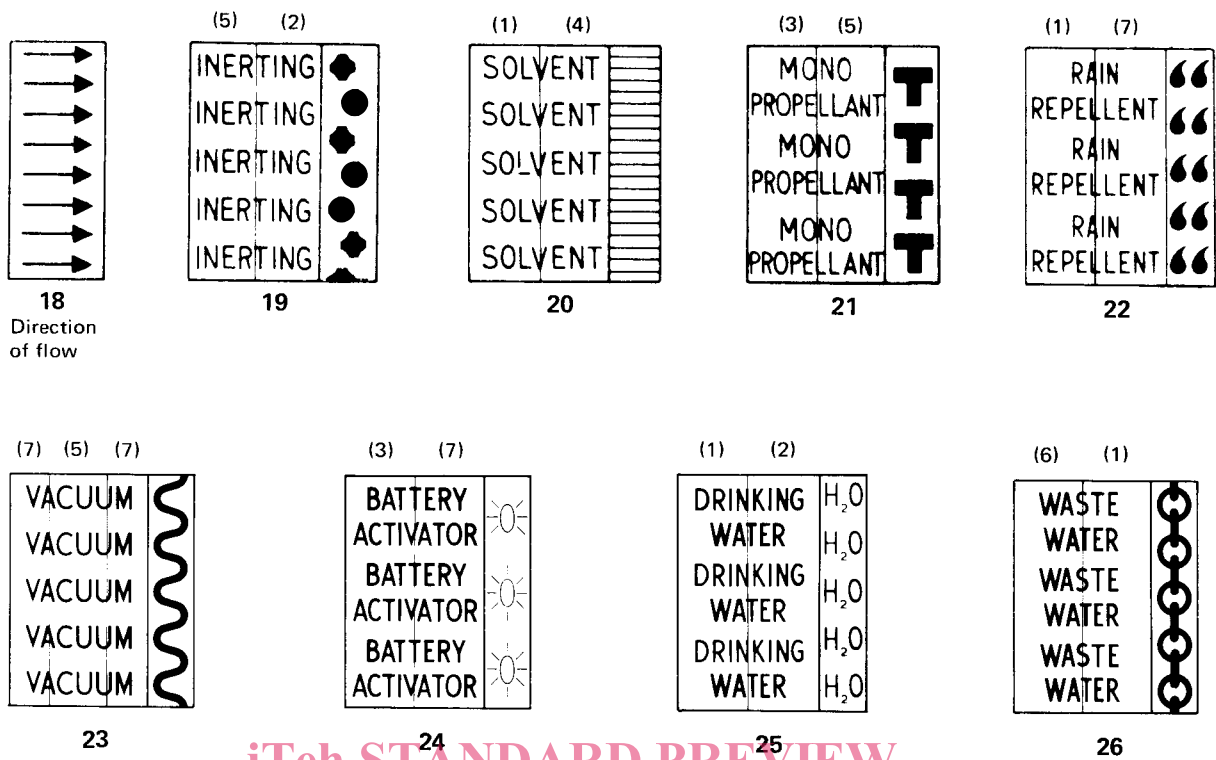 (5) (2)
INERTING
INERTING
INERTING
INERTING
INERTING
19
(1) (4)
SOLVENT
SOLVENT
SOLVENT
SOLVENT
SOLVENT
20
(3) (5)
MONO
PROPELLANT
MONO
PROPELLANT
MONO
PROPELLANT
21
(1) (7)
RAIN
REPELLENT
RAIN
REPELLENT
RAIN
REPELLENT
22
18
Direction
of flow
(7) (5) (7)
VACUUM
VACUUM
VACUUM
VACUUM
VACUUM
23
(3) (7)
BATTERY
ACTIVATOR
BATTERY
ACTIVATOR
BATTERY
ACTIVATOR
24
(1) (2)
DRINKING
WATER
DRINKING
WATER
DRINKING
WATER
H₂O
H₂O
H₂O
H₂O
H₂O
25
(6) (1)
WASTE
WATER
WASTE
WATER
WASTE
WATER
26
iTeh STANDARD PREVIEW